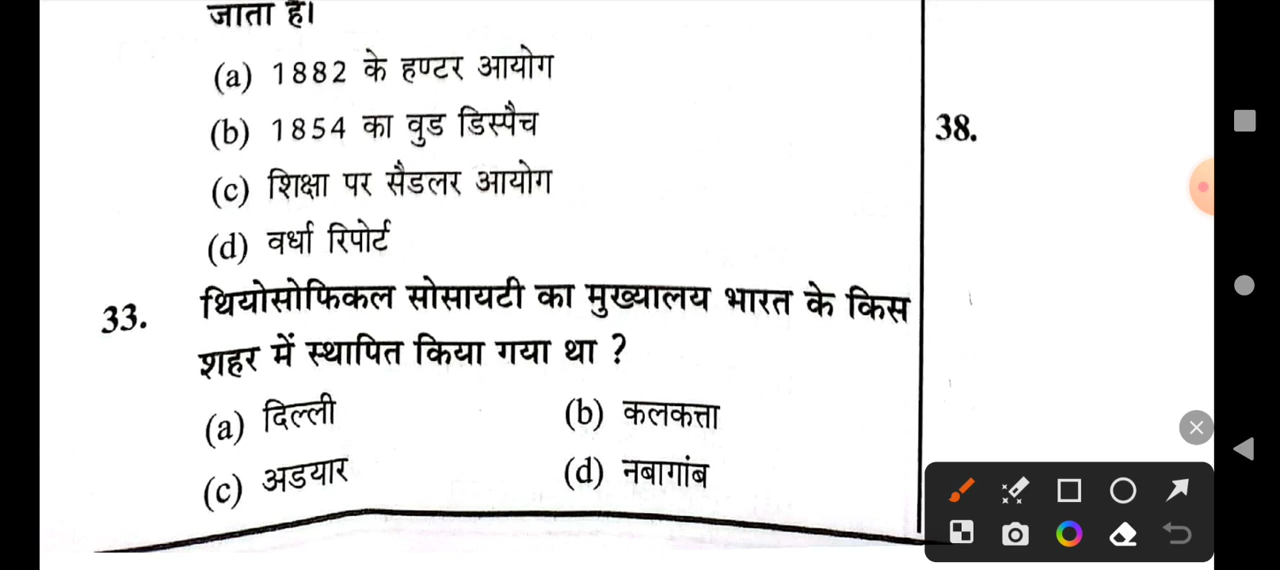 जाता है।
(a) 1882 के हण्टर आयोग
(b) 1854 का वुड डिस्पैच
(c) शिक्षा पर सैडलर आयोग
(d) वर्धा रिपोर्ट
33. थियोसोफिकल सोसायटी का मुख्यालय भारत के किस
शहर में स्थापित किया गया था ?
(a) दिल्ली (b) कलकत्ता
(c) अडयार (d) नबागांब
38.